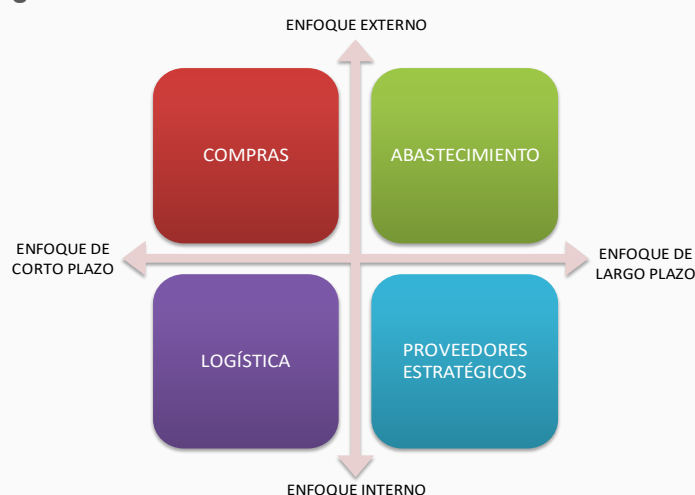 ENFOQUE EXTERNO
COMPRAS
ABASTECIMIENTO
ENFOQUE DE
CORTO PLAZO
ENFOQUE DE
LARGO PLAZO
LOGÍSTICA
PROVEEDORES
ESTRATÉGICOS
ENFOQUE INTERNO